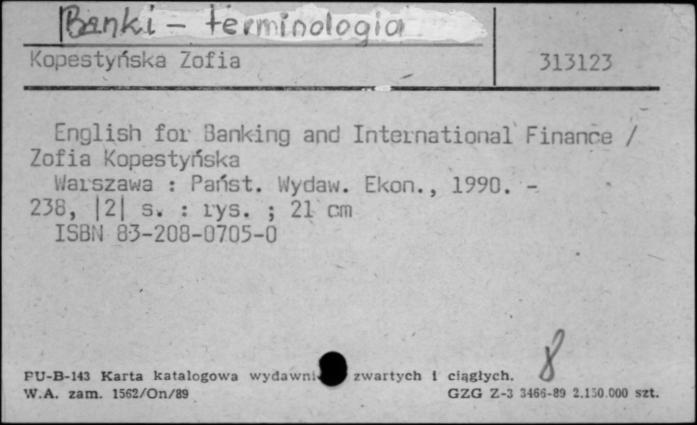 Banki - terminologia
Kopestyńska Zofia 313123
English for Banking and International Finance /
Zofia Kopestyńska
Warszawa : Państ. Wydaw. Ekon., 1990. -
238, |2| s. : rys. ; 21 cm
ISBN 83-208-0705-0
8
PU-B-143 Karta katalogowa zwartych i ciągłych.
W.A. zam. 1562/On/89 GZG Z-3 3466-89 2.150.000 szt.